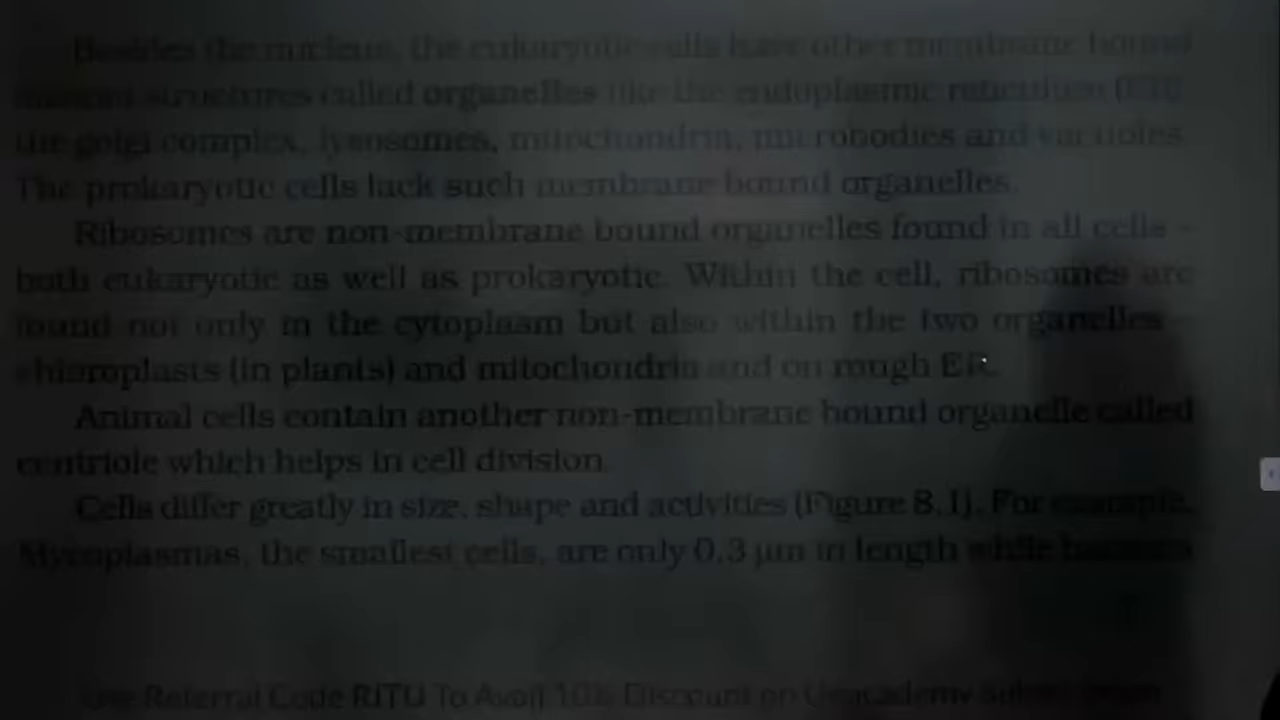 Besides the nucleus, the eukaryotic cells have other membrane bound
distinct structures called organelles like the endoplasmic reticulum (ER),
the golgi complex, lysosomes, mitochondria, microbodies and vacuoles.
The prokaryotic cells lack such membrane bound organelles.
Ribosomes are non-membrane bound organelles found in all cells –
both eukaryotic as well as prokaryotic. Within the cell, ribosomes are
found not only in the cytoplasm but also within the two organelles –
chloroplasts (in plants) and mitochondria and on rough ER.
Animal cells contain another non-membrane bound organelle called
centriole which helps in cell division.
Cells differ greatly in size, shape and activities (Figure 8.1). For example,
Mycoplasmas, the smallest cells, are only 0.3 µm in length while bacteria
Use Referral Code RITU To Avail 10% Discount on Unacademy